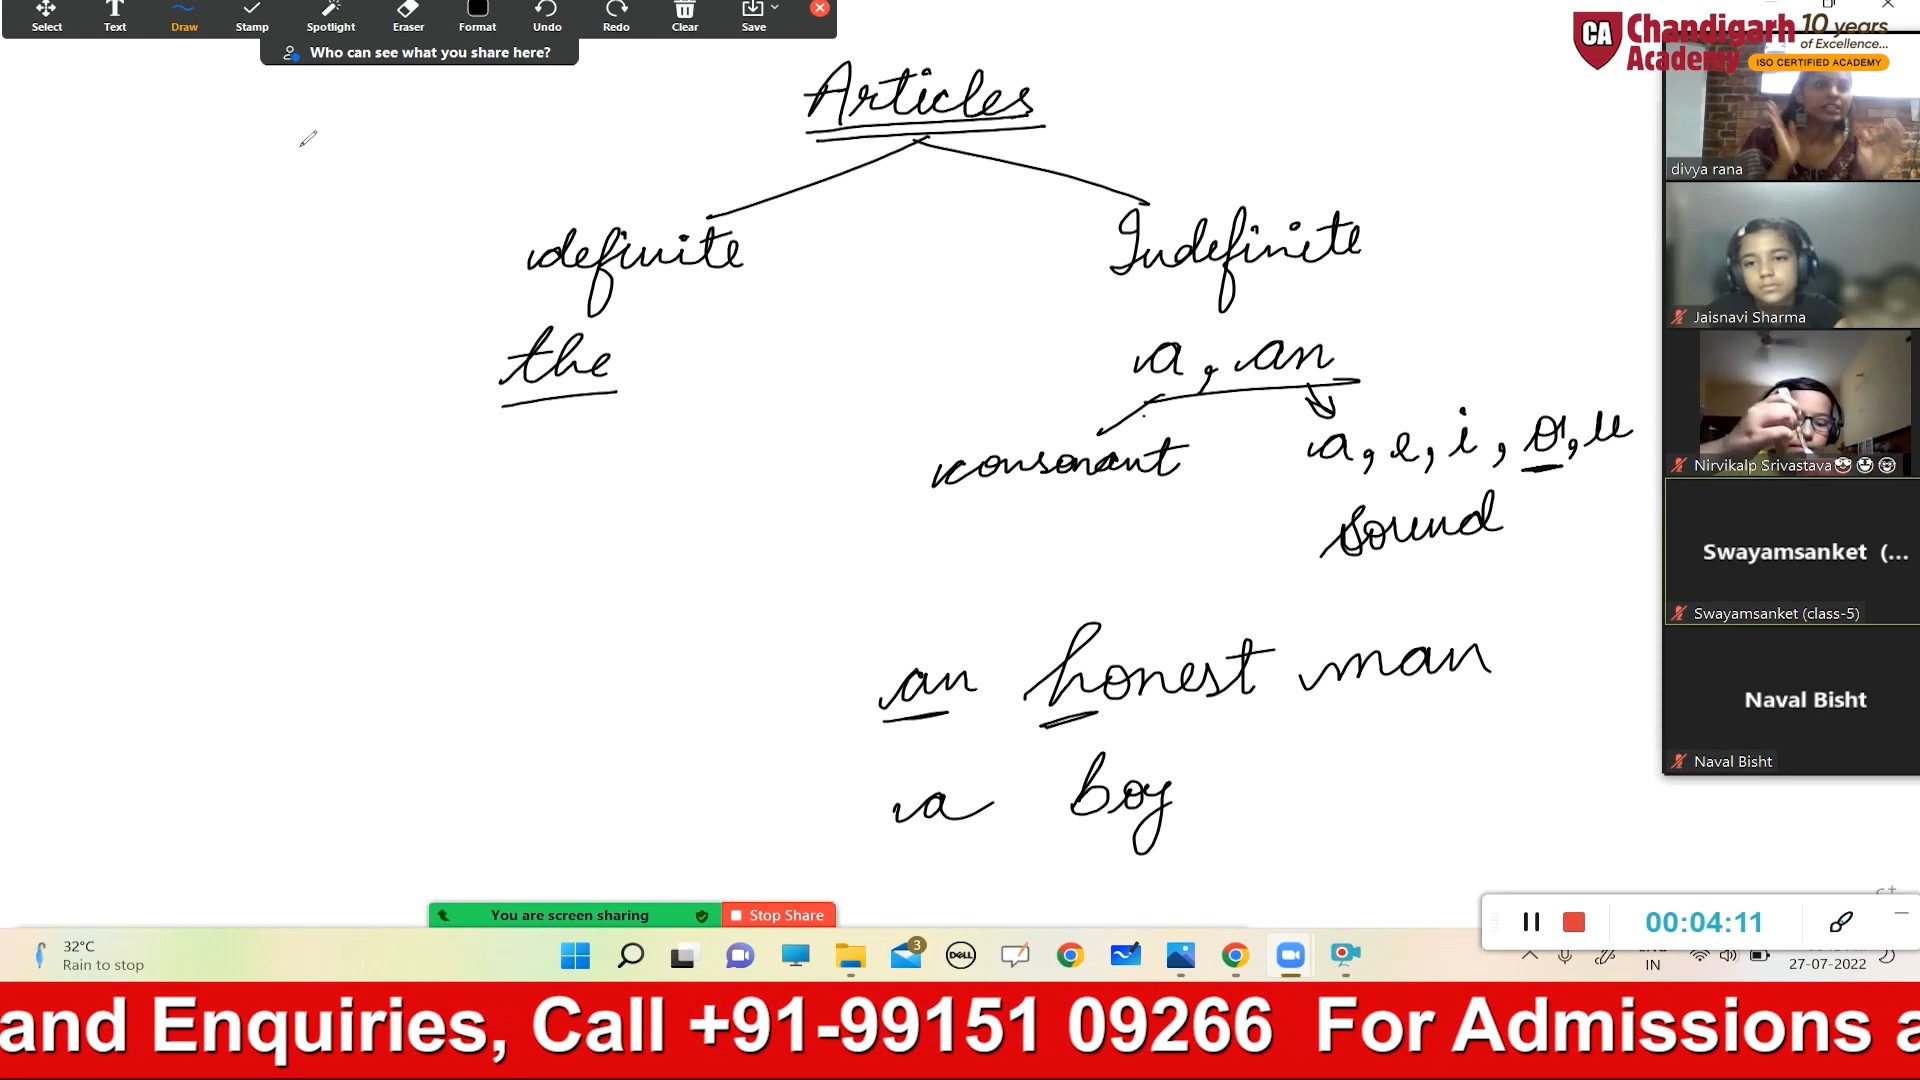 Select Text Draw Stamp Spotlight Eraser Format Undo Redo Clear Save
Who can see what you share here?
CA Chandigarh Academy
10 years
of Excellence...
ISO CERTIFIED ACADEMY
Articles
definite Indefinite
the
a, an
consonant a, e, i, o, u
sound
an honest man
a boy
divya rana
Jaisnavi Sharma
Nirvikalp Srivastava
Swayamsanket (...
Swayamsanket (class-5)
Naval Bisht
Naval Bisht
You are screen sharing Stop Share
00:04:11
32°C
Rain to stop
3
DELL
IN
27-07-2022
and Enquiries, Call +91-99151 09266 For Admissions a